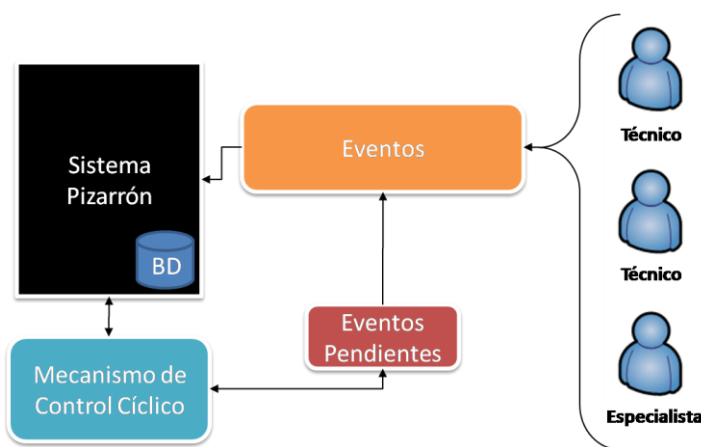 Sistema
Pizarrón
BD
Eventos
Técnico
Técnico
Eventos
Pendientes
Mecanismo de
Control Cíclico
Especialista